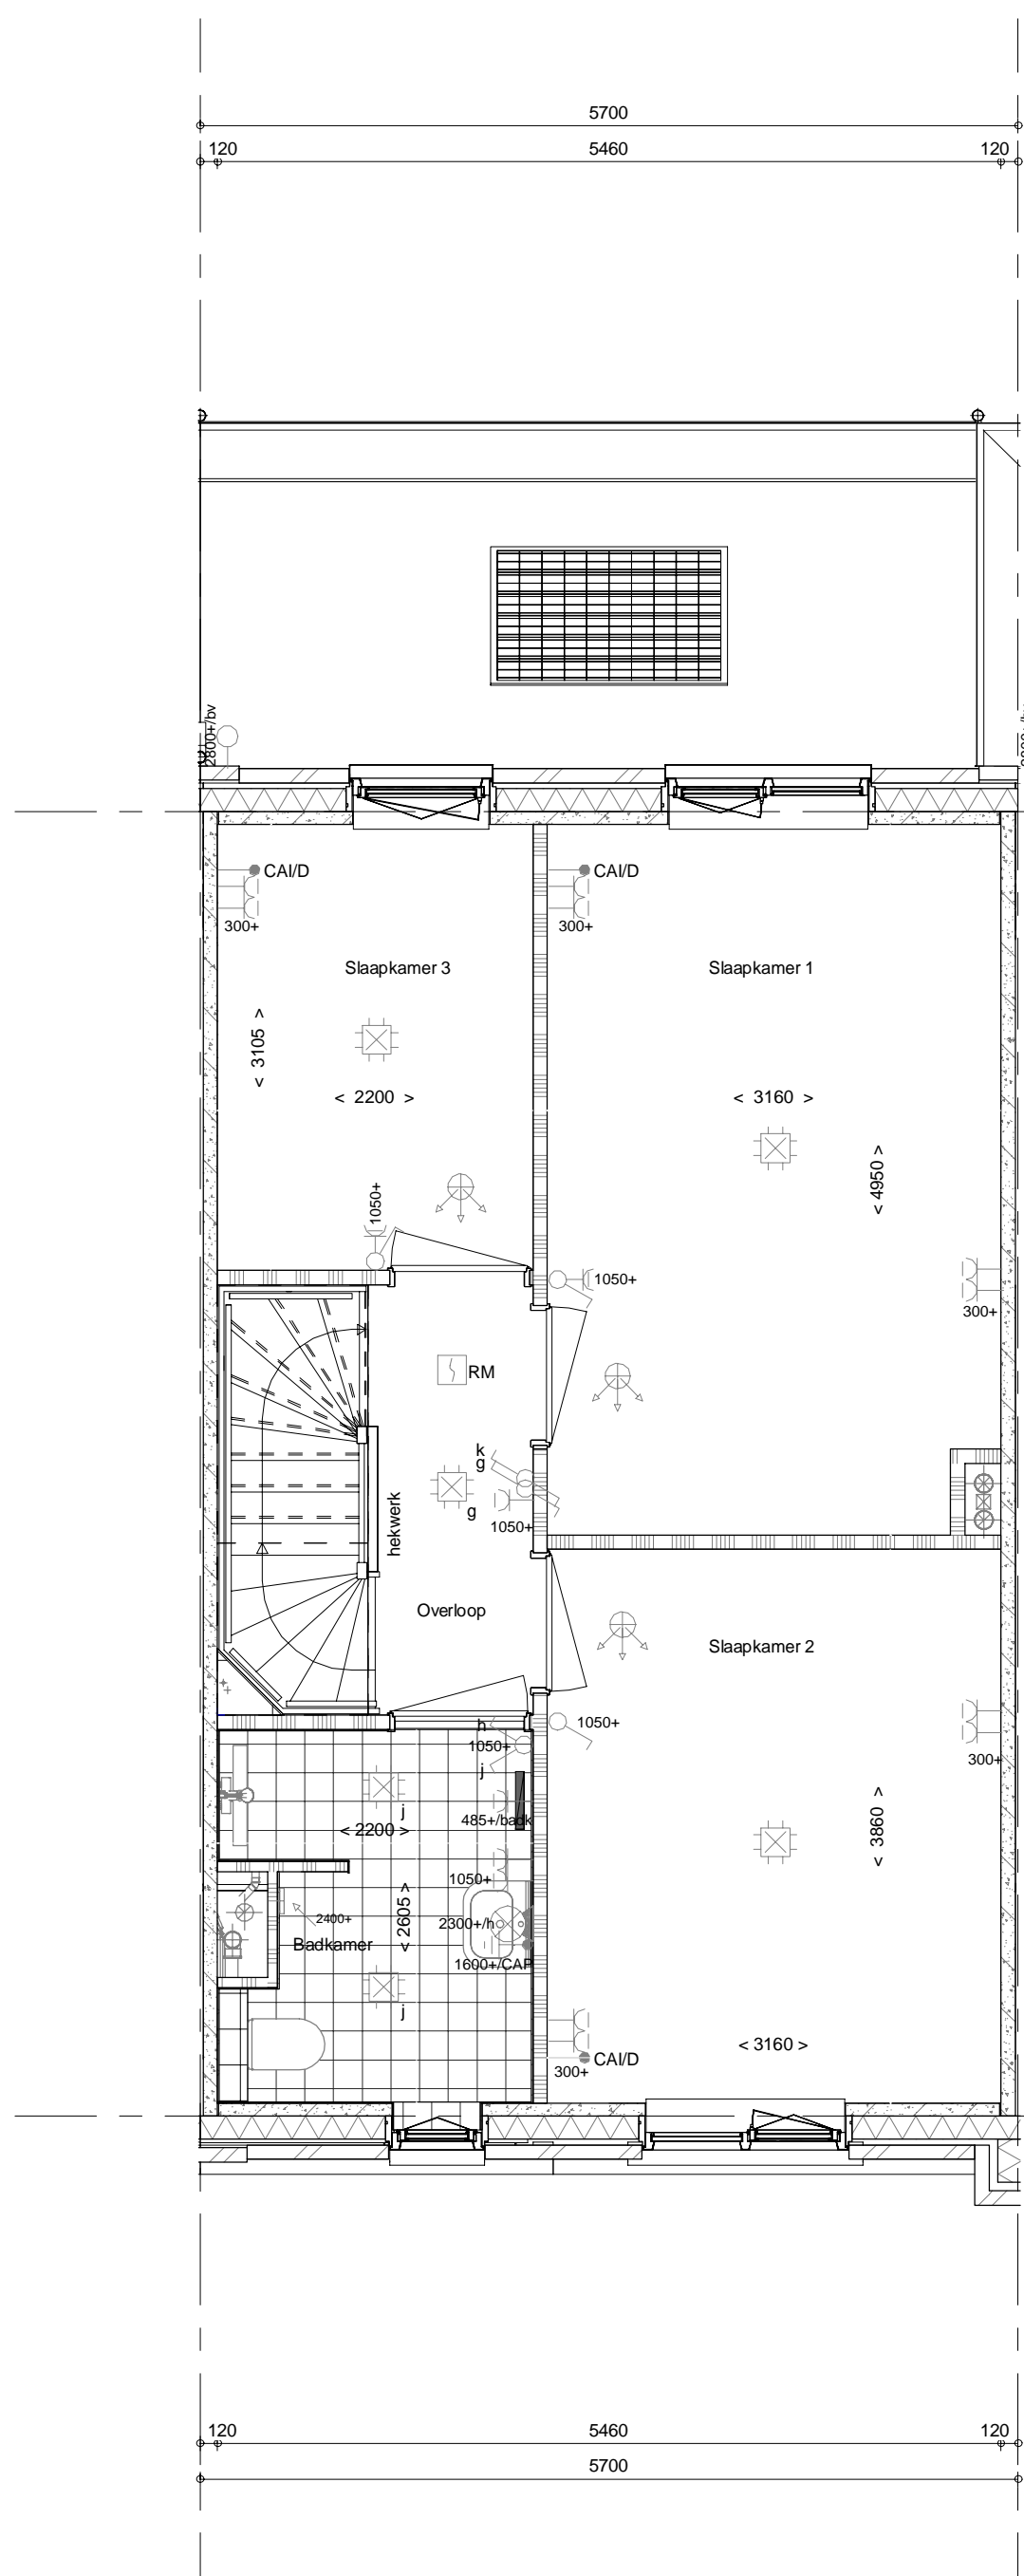 5700
120 5460 120
2800+/bv
CAI/D CAI/D
300+ 300+
Slaapkamer 3 Slaapkamer 1
< 3105 >
< 2200 > < 3160 >
< 4950 >
1050+
1050+
300+
RM
k
g
g
1050+
hekwerk
Overloop
Slaapkamer 2
h
1050+
1050+
j
300+
j
485+/badk
< 2200 >
< 3860 >
1050+
2400+
< 2605 >
2300+/h
Badkamer
1600+/CAP
j
< 3160 >
CAI/D
300+
120 5460 120
5700